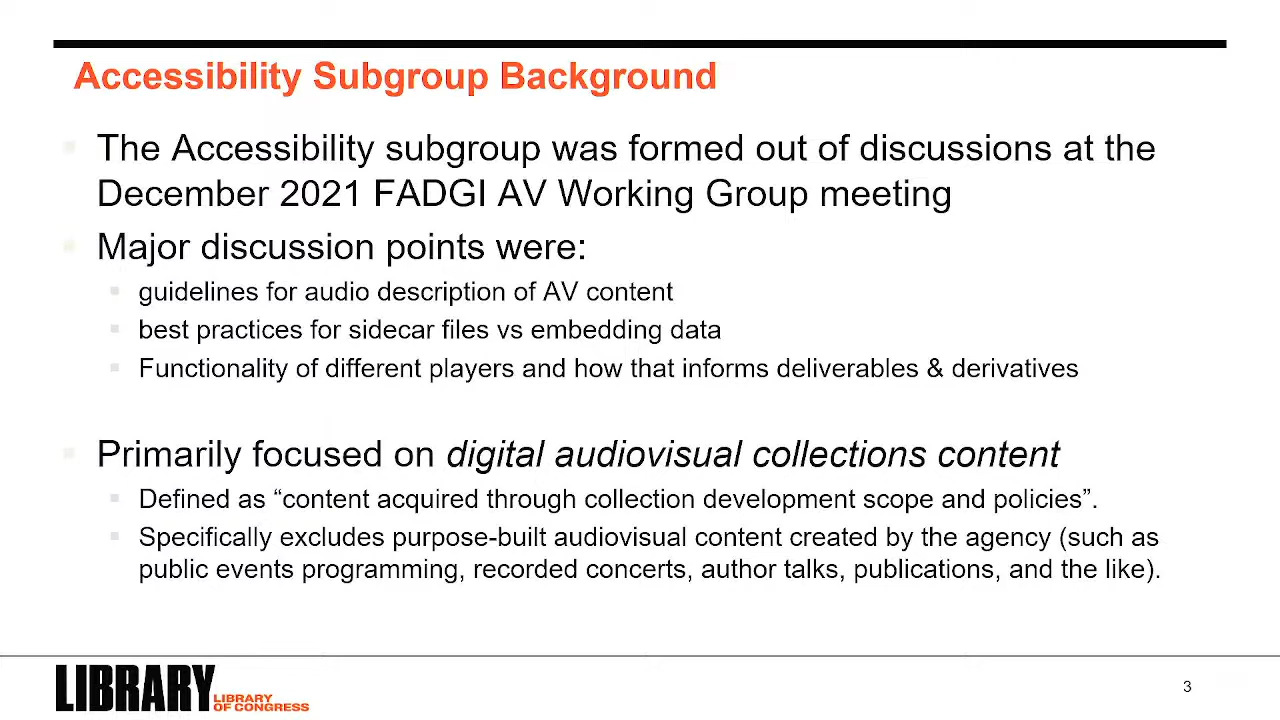 Accessibility Subgroup Background
The Accessibility subgroup was formed out of discussions at the
December 2021 FADGI AV Working Group meeting
Major discussion points were:
guidelines for audio description of AV content
best practices for sidecar files vs embedding data
Functionality of different players and how that informs deliverables & derivatives
Primarily focused on digital audiovisual collections content
Defined as “content acquired through collection development scope and policies”.
Specifically excludes purpose-built audiovisual content created by the agency (such as
public events programming, recorded concerts, author talks, publications, and the like).
LIBRARY
LIBRARY
OF CONGRESS
3